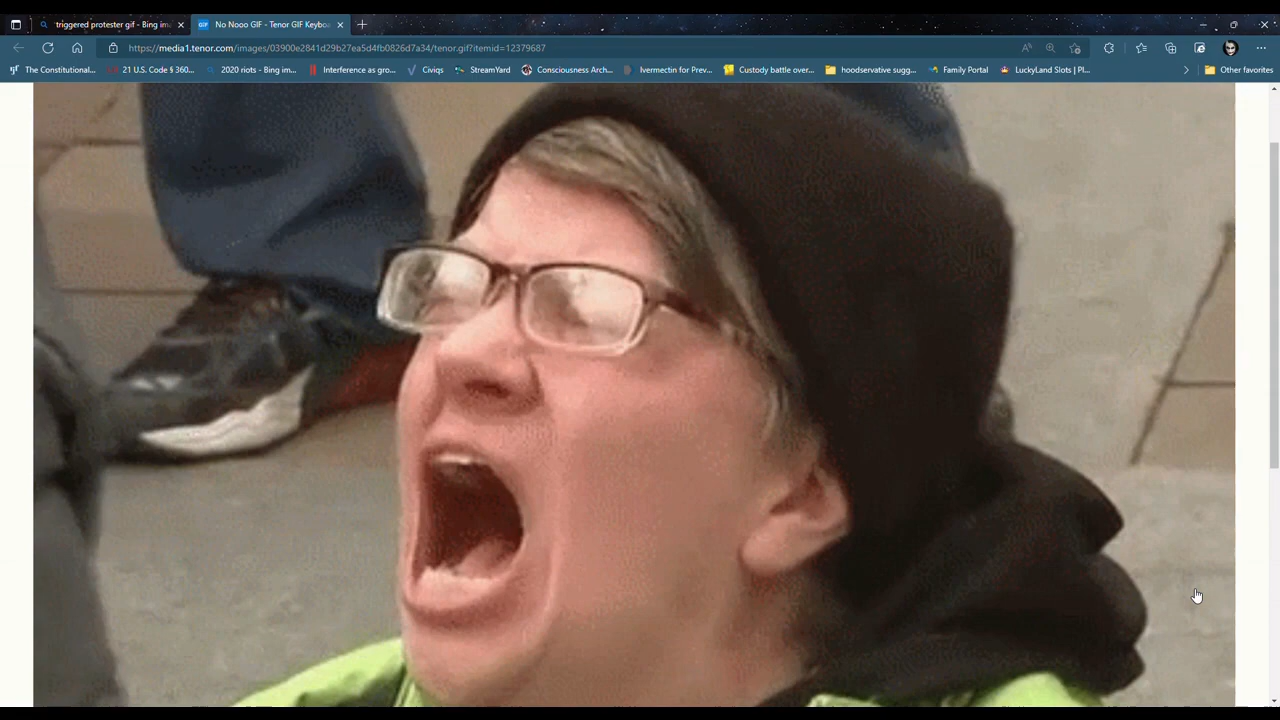 triggered protester gif - Bing im
No Nooo GIF - Tenor GIF Keybo
https://media1.tenor.com/images/03900e2841d29b27ea5d4fb0826d7a34/tenor.gif?itemid=12379687
The Constitutional...
21 U.S. Code § 360...
2020 riots - Bing im...
Interference as gro...
Civiqs
StreamYard
Consciousness Arch...
Ivermectin for Prev...
Custody battle over...
hoodservative sugg...
Family Portal
LuckyLand Slots | Pl...
Other favorites